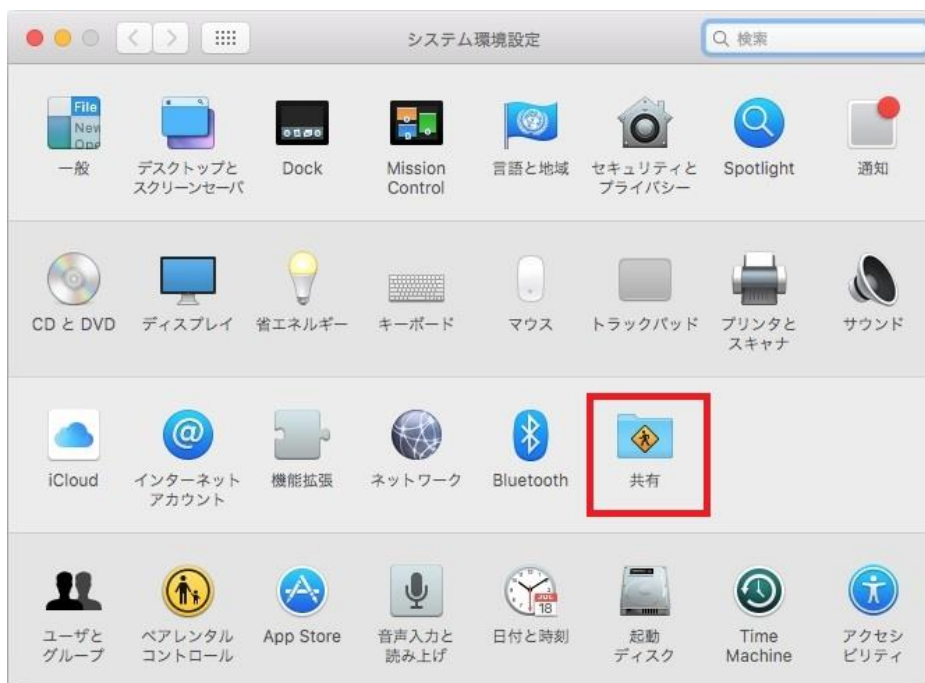 システム環境設定
検索
File
New
Ope
一般
デスクトップと
スクリーンセーバ
Dock
Mission
Control
言語と地域
セキュリティと
プライバシー
Spotlight
通知
CD と DVD
ディスプレイ
省エネルギー
キーボード
マウス
トラックパッド
プリンタと
スキャナ
サウンド
iCloud
インターネット
アカウント
機能拡張
ネットワーク
Bluetooth
共有
ユーザと
グループ
ペアレンタル
コントロール
App Store
音声入力と
読み上げ
JUL
18
日付と時刻
起動
ディスク
Time
Machine
アクセシ
ビリティ